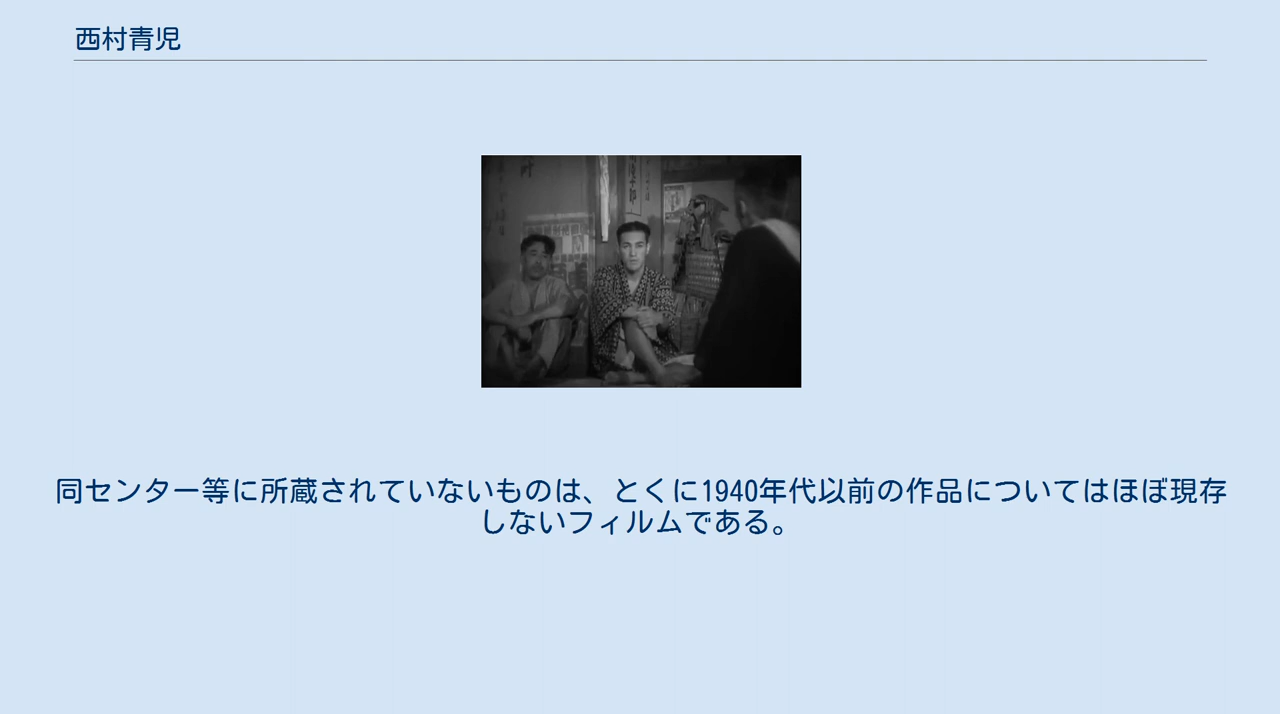 西村青児
同センター等に所蔵されていないものは、とくに1940年代以前の作品についてはほぼ現存
しないフィルムである。